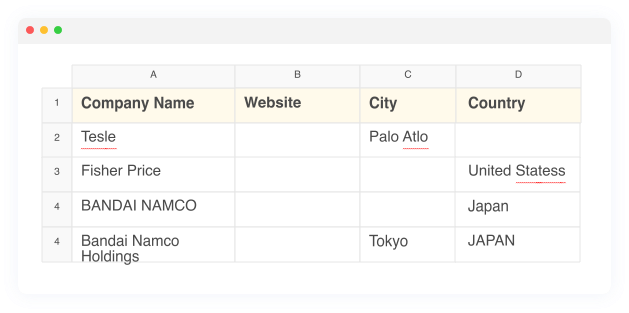 A B C D
1 Company Name Website City Country
2 Tesle Palo Atlo
3 Fisher Price United Statess
4 BANDAI NAMCO Japan
4 Bandai Namco Tokyo JAPAN
Holdings